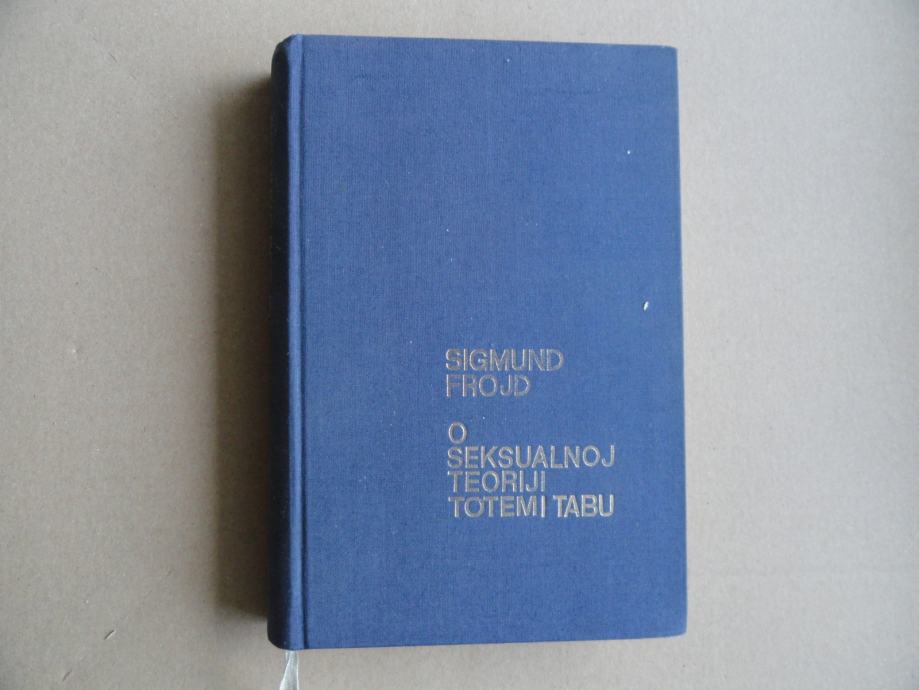 SIGMUND
FROJD
O
SEKSUALNOJ
TEORIJI
TOTEM I TABU